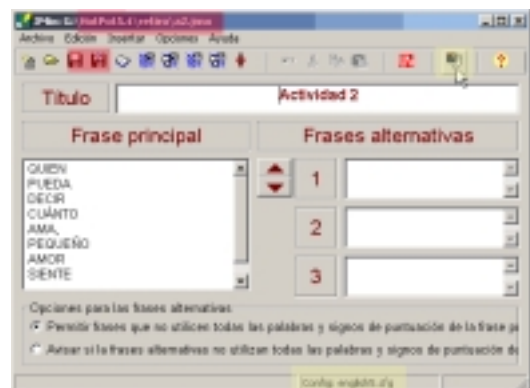 Archivo Edición Insertar Opciones Ayuda
Título
Actividad 2
Frase principal
Frases alternativas
QUIEN
PUEDA
DECIR
CUÁNTO
AMA,
PEQUEÑO
AMOR
SIENTE
1
2
3
Opciones para las frases alternativas
Permitir frases que no utilicen todas las palabras y signos de puntuación de la frase
Avisar si la frases alternativas no utilizan todas las palabras y signos de puntuación de
Config: